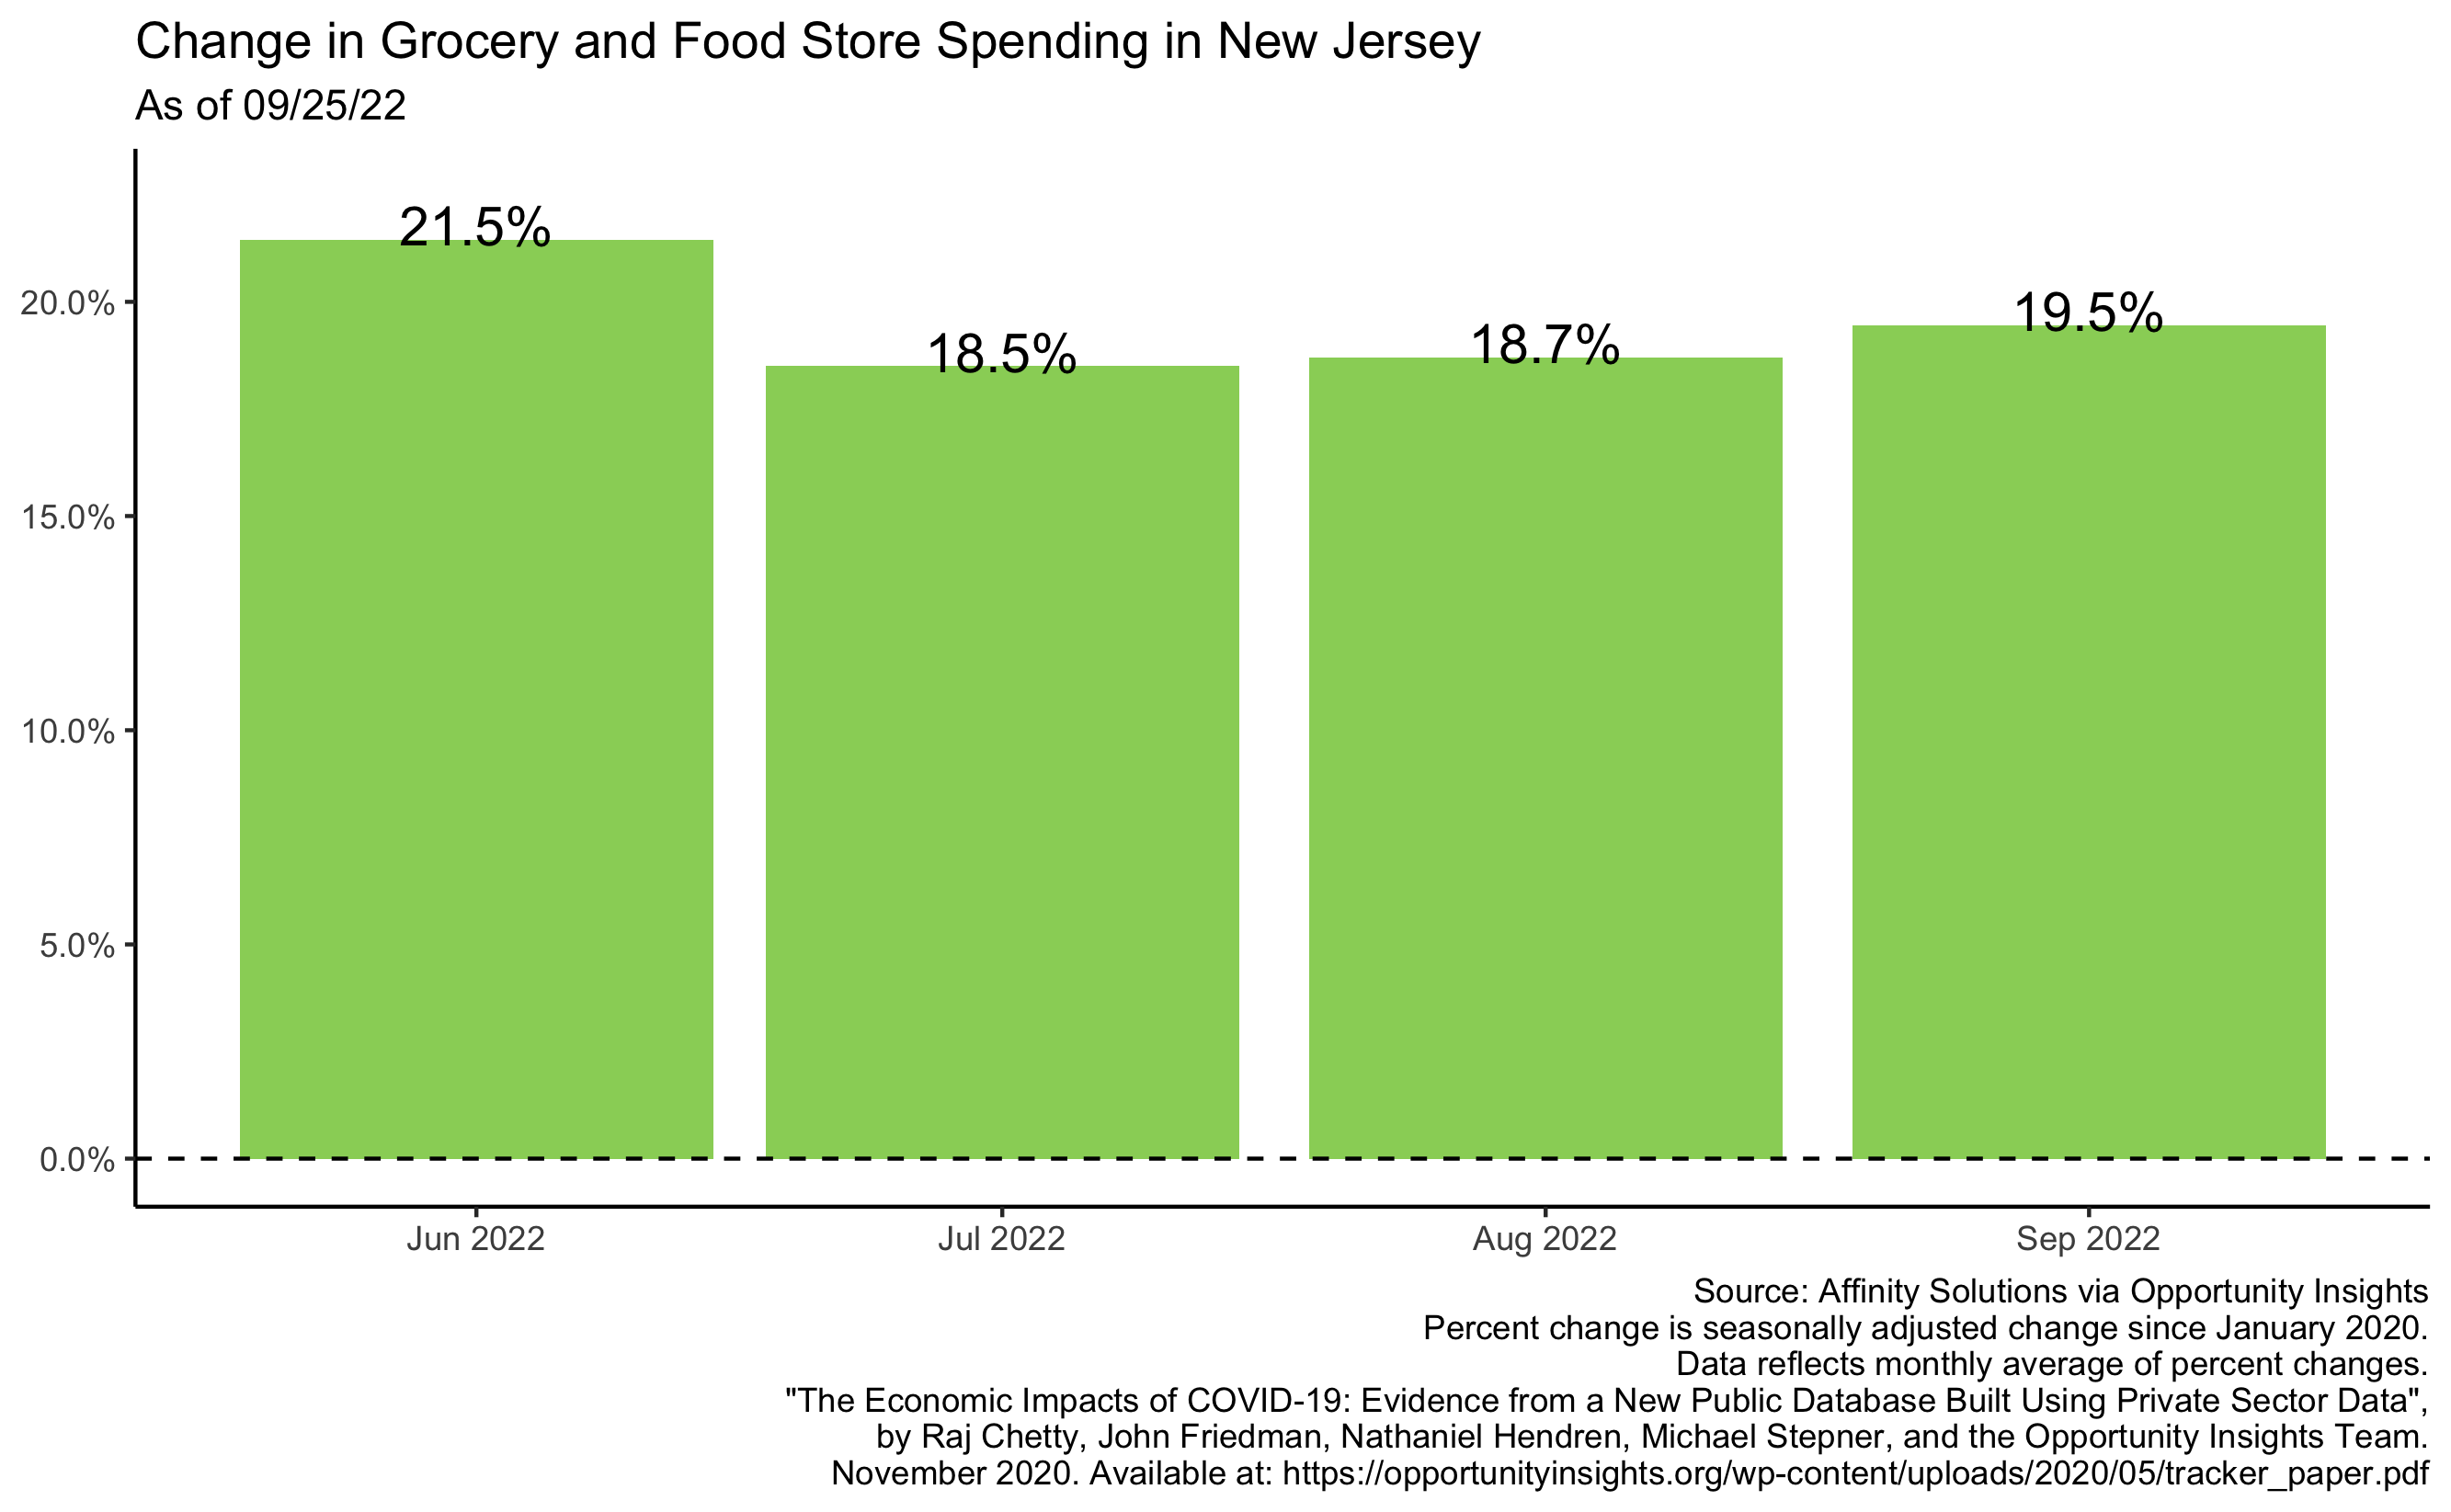 Change in Grocery and Food Store Spending in New Jersey
As of 09/25/22
21.5%
18.5%
18.7%
19.5%
20.0%
15.0%
10.0%
5.0%
0.0%
Jun 2022
Jul 2022
Aug 2022
Sep 2022
Source: Affinity Solutions via Opportunity Insights
Percent change is seasonally adjusted change since January 2020.
Data reflects monthly average of percent changes.
"The Economic Impacts of COVID-19: Evidence from a New Public Database Built Using Private Sector Data",
by Raj Chetty, John Friedman, Nathaniel Hendren, Michael Stepner, and the Opportunity Insights Team.
November 2020. Available at: https://opportunityinsights.org/wp-content/uploads/2020/05/tracker_paper.pdf